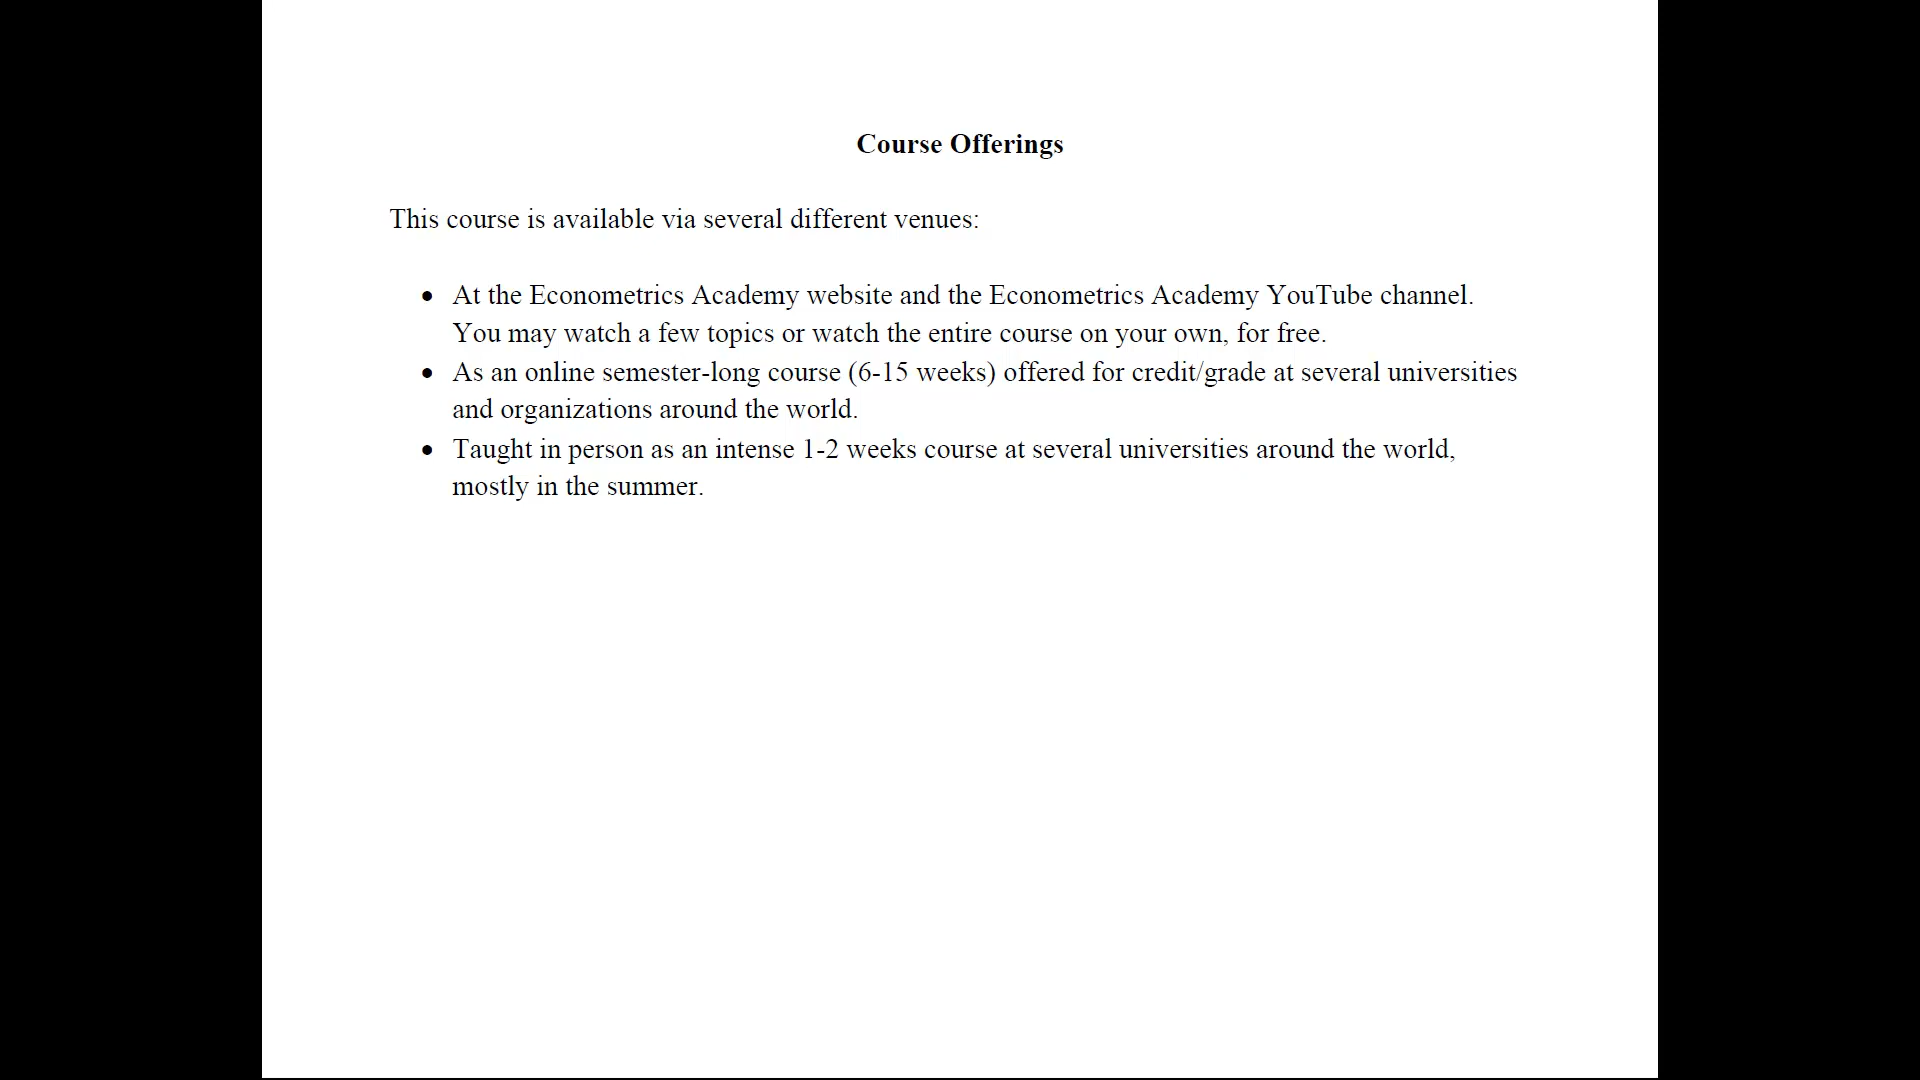 Course Offerings
This course is available via several different venues:
• At the Econometrics Academy website and the Econometrics Academy YouTube channel.
You may watch a few topics or watch the entire course on your own, for free.
• As an online semester-long course (6-15 weeks) offered for credit/grade at several universities
and organizations around the world.
• Taught in person as an intense 1-2 weeks course at several universities around the world,
mostly in the summer.